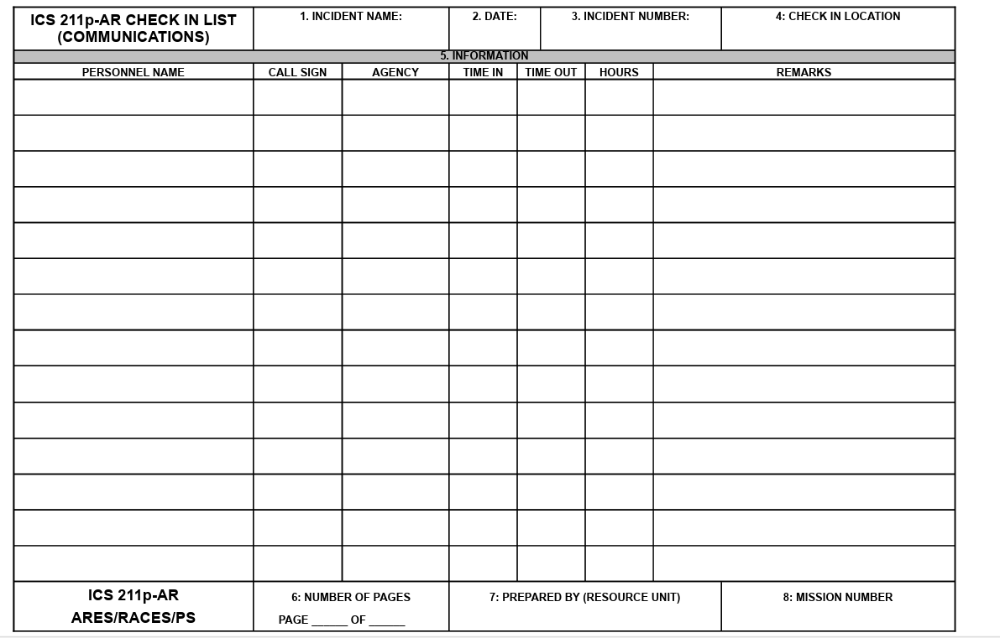 ICS 211p-AR CHECK IN LIST
(COMMUNICATIONS)
1. INCIDENT NAME:
2. DATE:
3. INCIDENT NUMBER:
4: CHECK IN LOCATION
5. INFORMATION
PERSONNEL NAME
CALL SIGN
AGENCY
TIME IN
TIME OUT
HOURS
REMARKS
ICS 211p-AR
ARES/RACES/PS
6: NUMBER OF PAGES
PAGE ______ OF ______
7: PREPARED BY (RESOURCE UNIT)
8: MISSION NUMBER